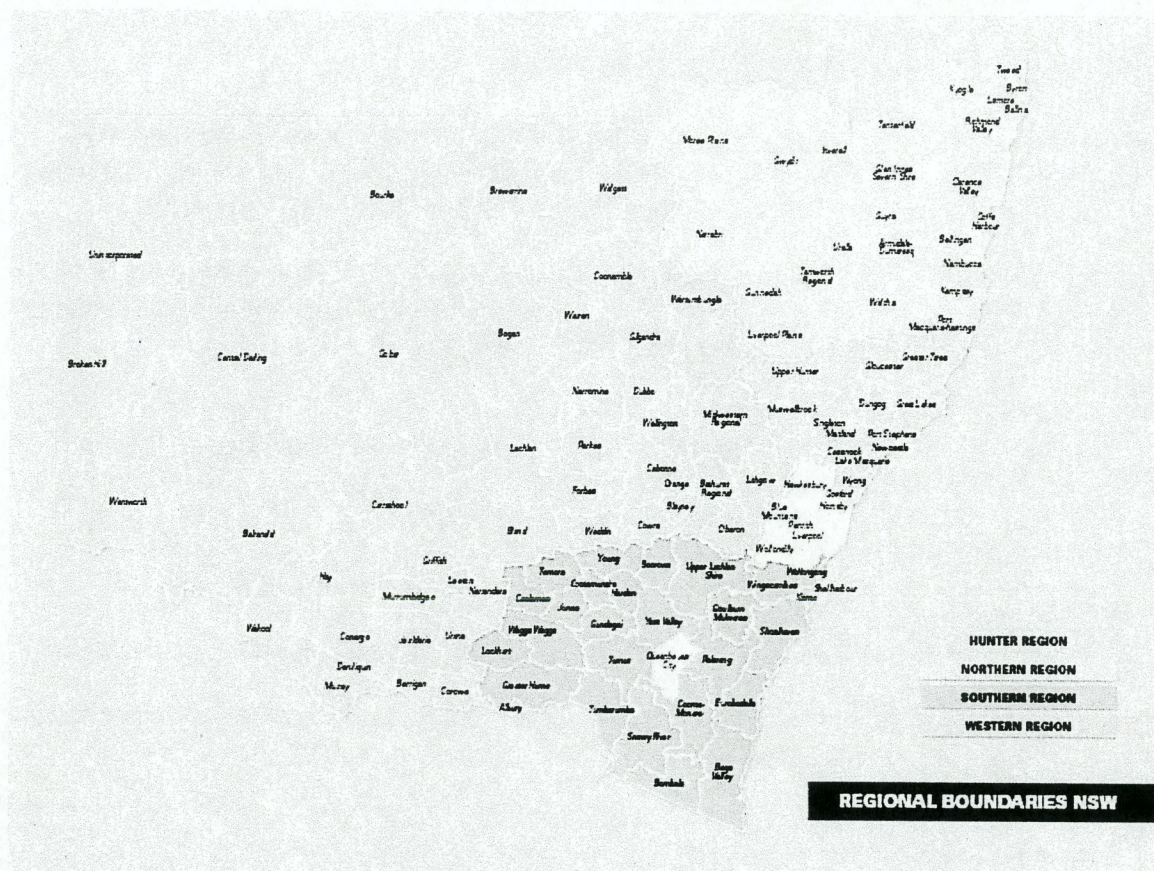 Tweed
Kyogle
Byron
Lismore
Ballina
Richmond
Valley
Tenterfield
Moree Plains
Inverell
Gwydir
Glen Innes
Severn Shire
Clarence
Valley
Bourke
Brewarrina
Walgett
Guyra
Coffs
Harbour
Narrabri
Uralla
Armidale-
Dumaresq
Bellingen
Unincorporated
Nambucca
Coonamble
Tamworth
Regional
Gunnedah
Kempsey
Warrumbungle
Walcha
Warren
Port
Macquarie-Hastings
Bogan
Gilgandra
Liverpool Plains
Broken Hill
Central Darling
Cobar
Greater Taree
Gloucester
Upper Hunter
Narromine
Dubbo
Dungog
Great Lakes
Muswellbrook
Midwestern
Regional
Wellington
Singleton
Maitland
Port Stephens
Lachlan
Parkes
Cessnock
Newcastle
Lake Macquarie
Cabonne
Orange
Bathurst
Regional
Lithgow
Hawkesbury
Wyong
Gosford
Forbes
Wentworth
Carrathool
Blayney
Blue
Mountains
Hornsby
Penrith
Liverpool
Balranald
Bland
Weddin
Cowra
Oberon
Wollondilly
Griffith
Young
Boorowa
Upper Lachlan
Shire
Wollongong
Hay
Leeton
Narrandera
Temora
Cootamundra
Harden
Wingecarribee
Shellharbour
Kiama
Murrumbidgee
Coolamon
Junee
Goulburn
Mulwaree
Wakool
Conargo
Jerilderie
Urana
Wagga Wagga
Gundagai
Yass Valley
Shoalhaven
Lockhart
Deniliquin
Tumut
Queanbeyan
City
Palerang
Murray
Berrigan
Corowa
Greater Hume
Albury
Tumbarumba
Cooma-
Monaro
Eurobodalla
Snowy River
Bombala
Bega
Valley
HUNTER REGION
NORTHERN REGION
SOUTHERN REGION
WESTERN REGION
REGIONAL BOUNDARIES NSW